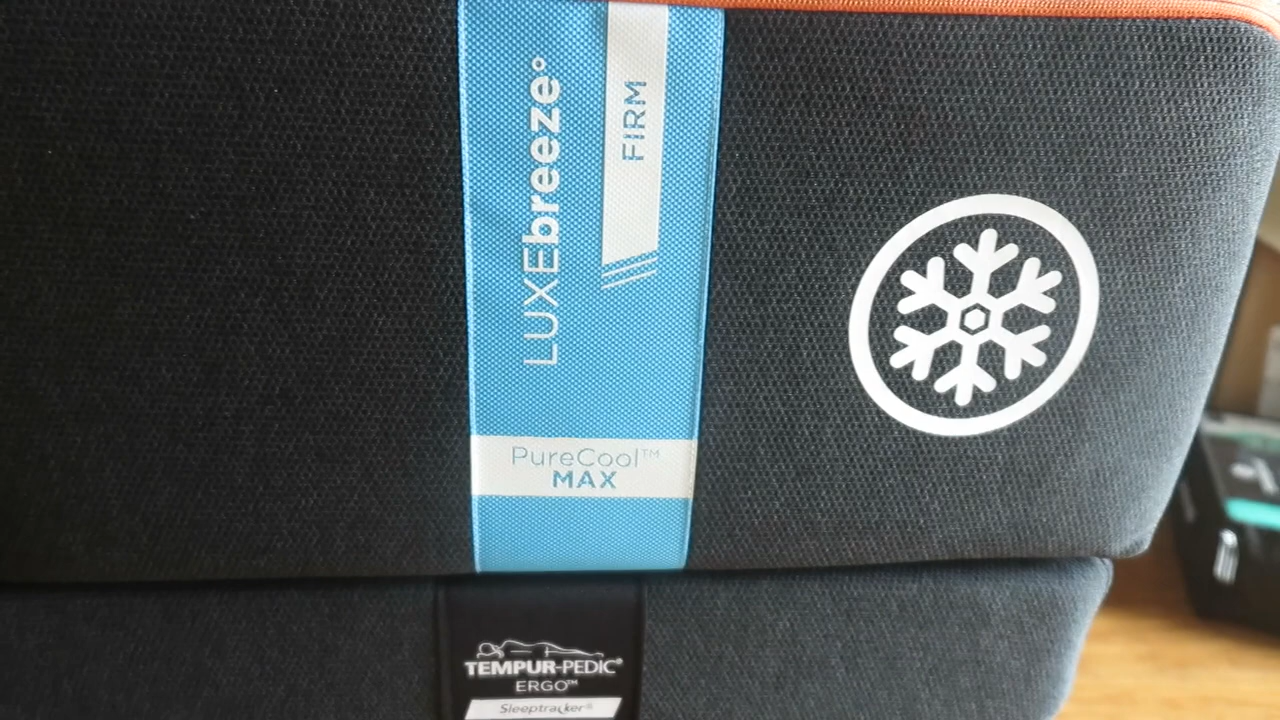 LUXEbreeze°
FIRM
PureCool™
MAX
TEMPUR-PEDIC®
ERGO™
Sleeptracker®